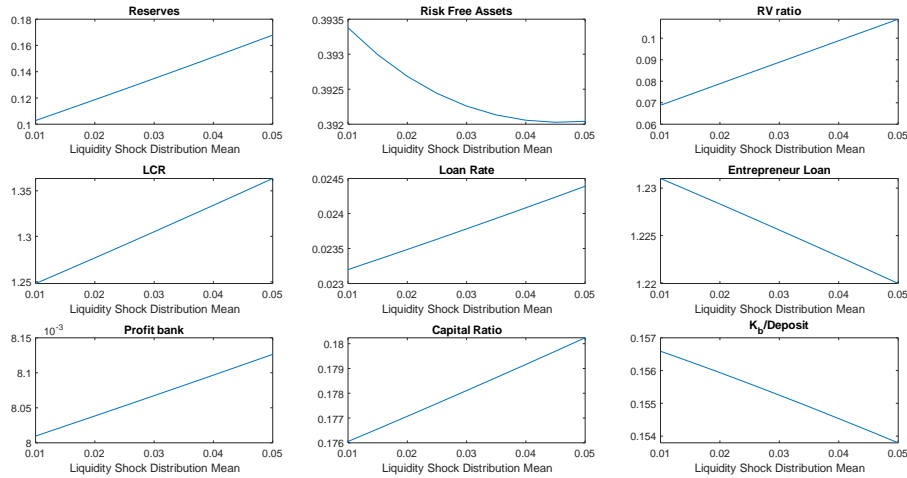 Reserves
0.18
0.16
0.14
0.12
0.1
0.01 0.02 0.03 0.04 0.05
Liquidity Shock Distribution Mean
Risk Free Assets
0.3935
0.393
0.3925
0.392
0.01 0.02 0.03 0.04 0.05
Liquidity Shock Distribution Mean
RV ratio
0.1
0.09
0.08
0.07
0.06
0.01 0.02 0.03 0.04 0.05
Liquidity Shock Distribution Mean
LCR
1.35
1.3
1.25
0.01 0.02 0.03 0.04 0.05
Liquidity Shock Distribution Mean
Loan Rate
0.0245
0.024
0.0235
0.023
0.01 0.02 0.03 0.04 0.05
Liquidity Shock Distribution Mean
Entrepreneur Loan
1.23
1.225
1.22
0.01 0.02 0.03 0.04 0.05
Liquidity Shock Distribution Mean
Profit bank
10^-3
8.15
8.1
8.05
8
0.01 0.02 0.03 0.04 0.05
Liquidity Shock Distribution Mean
Capital Ratio
0.18
0.179
0.178
0.177
0.176
0.01 0.02 0.03 0.04 0.05
Liquidity Shock Distribution Mean
K_b/Deposit
0.157
0.156
0.155
0.154
0.01 0.02 0.03 0.04 0.05
Liquidity Shock Distribution Mean